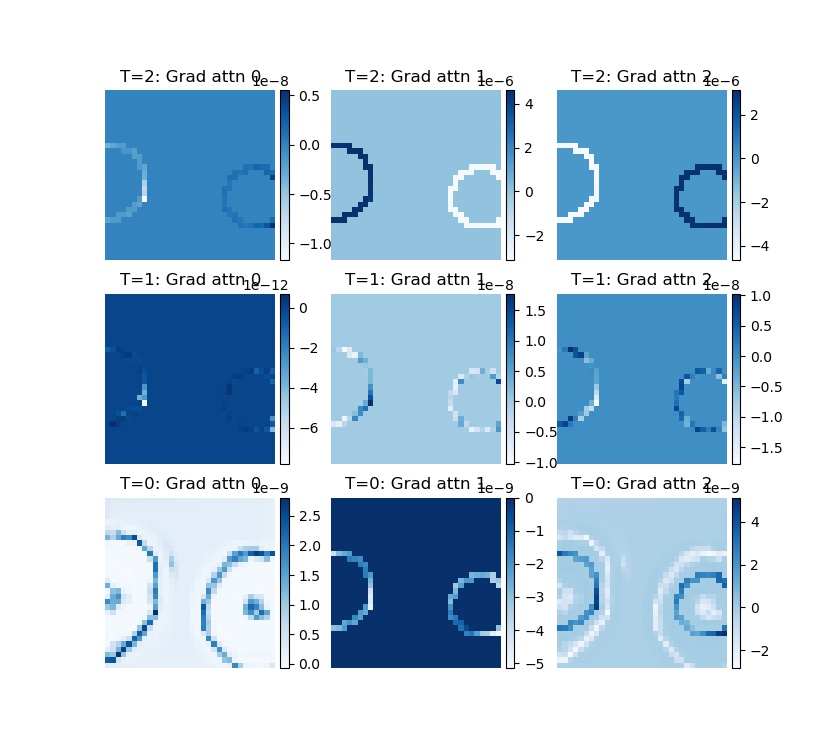 T=2: Grad attn 0
1e−8
T=2: Grad attn 1
1e−6
T=2: Grad attn 2
1e−6
0.5
0.0
−0.5
−1.0
4
2
0
−2
2
0
−2
−4
T=1: Grad attn 0
1e−12
T=1: Grad attn 1
1e−8
T=1: Grad attn 2
1e−8
0
−2
−4
−6
1.5
1.0
0.5
0.0
−0.5
−1.0
1.0
0.5
0.0
−0.5
−1.0
−1.5
T=0: Grad attn 0
1e−9
T=0: Grad attn 1
1e−9
T=0: Grad attn 2
1e−9
2.5
2.0
1.5
1.0
0.5
0.0
0
−1
−2
−3
−4
−5
4
2
0
−2